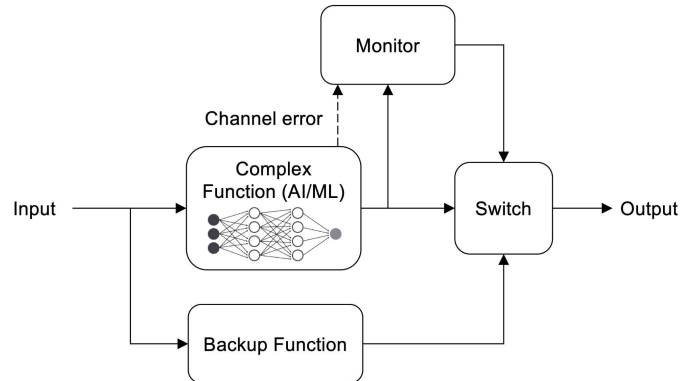 Monitor
Channel error
Complex
Function (AI/ML)
Input
Switch
Output
Backup Function